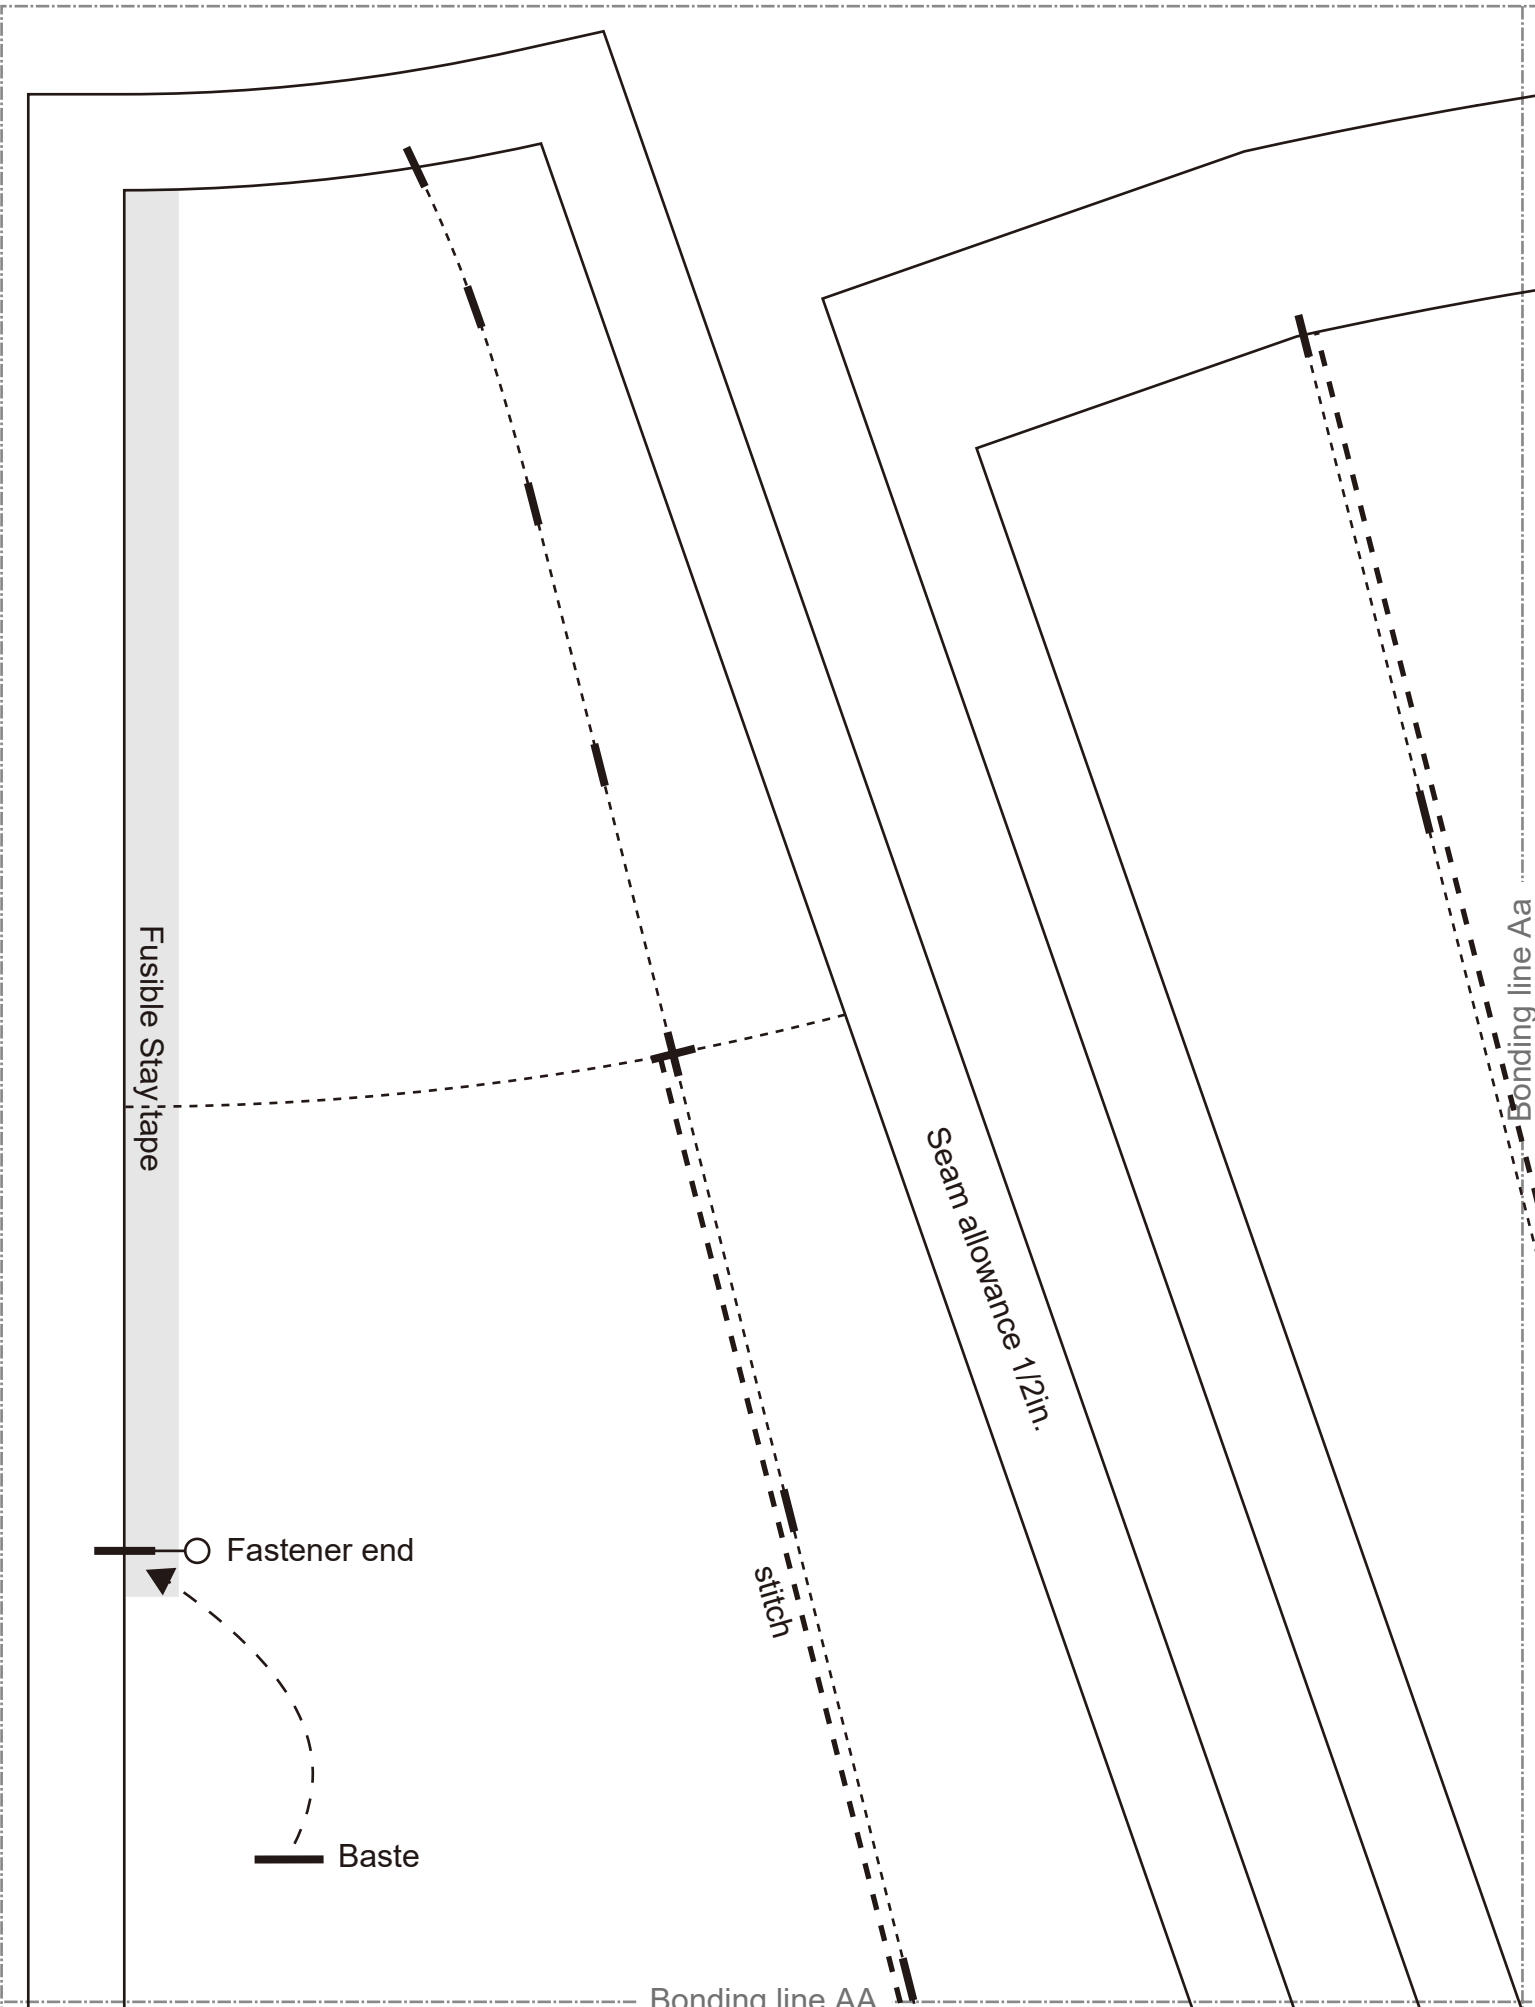 Bonding line Aa
Fusible Stay tape
Seam allowance 1/2in.
Fastener end
stitch
Baste
Bonding line AA